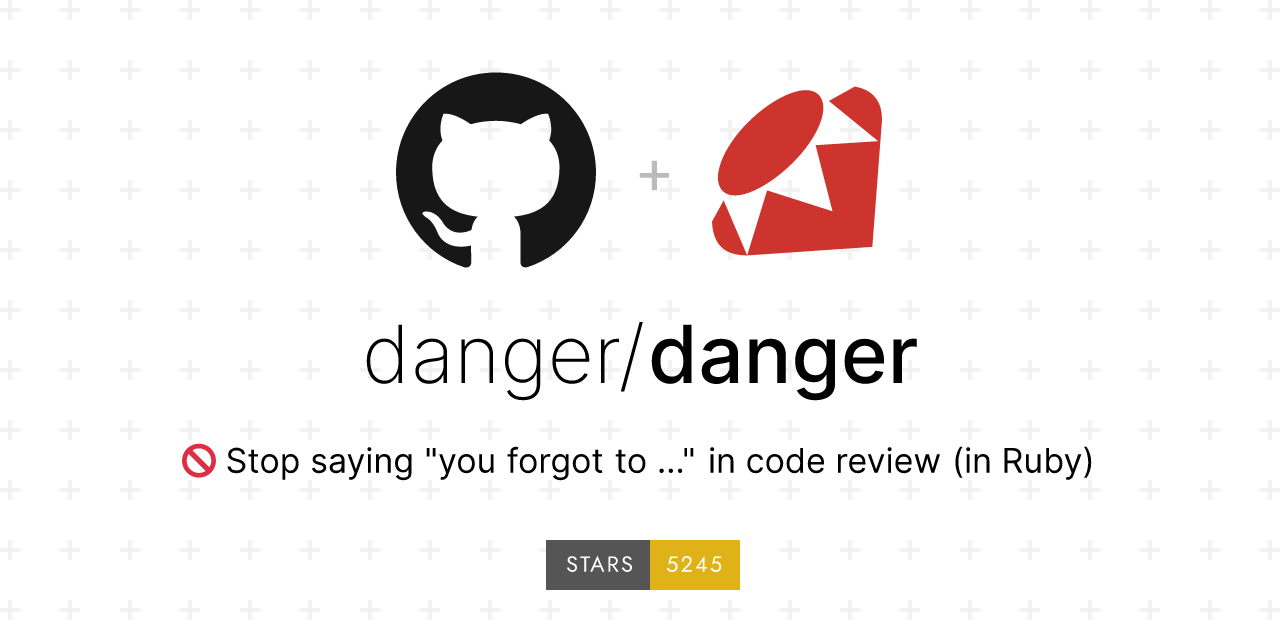 danger/danger
🚫 Stop saying "you forgot to …" in code review (in Ruby)
STARS 5245